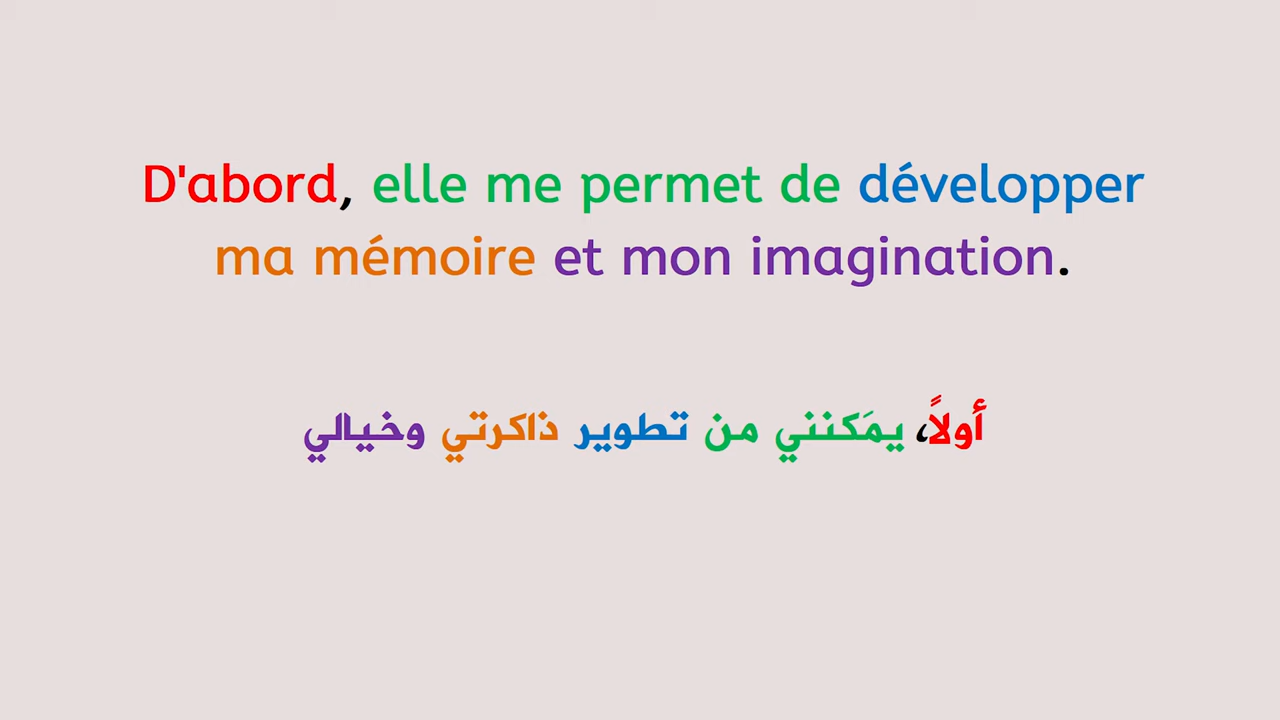 D'abord, elle me permet de développer
ma mémoire et mon imagination.
أولاً، يمَكنني من تطوير ذاكرتي وخيالي